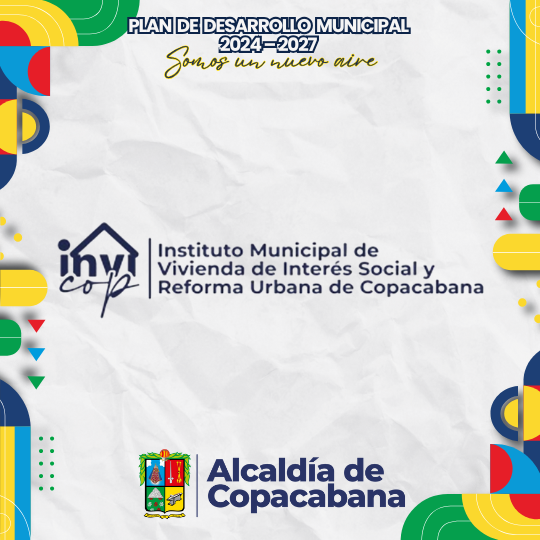 PLAN DE DESARROLLO MUNICIPAL
2024 – 2027
Somos un nuevo aire
invi
cop
Instituto Municipal de
Vivienda de Interés Social y
Reforma Urbana de Copacabana
Alcaldía de
Copacabana